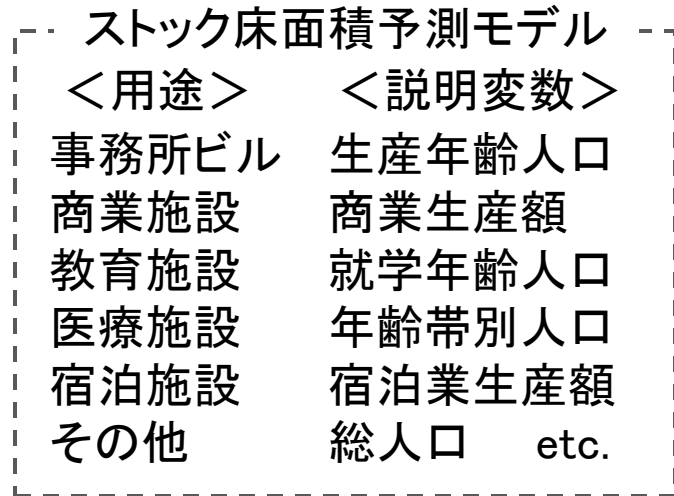 ストック床面積予測モデル
＜用途＞　＜説明変数＞
事務所ビル　生産年齢人口
商業施設　商業生産額
教育施設　就学年齢人口
医療施設　年齢帯別人口
宿泊施設　宿泊業生産額
その他　総人口　etc.